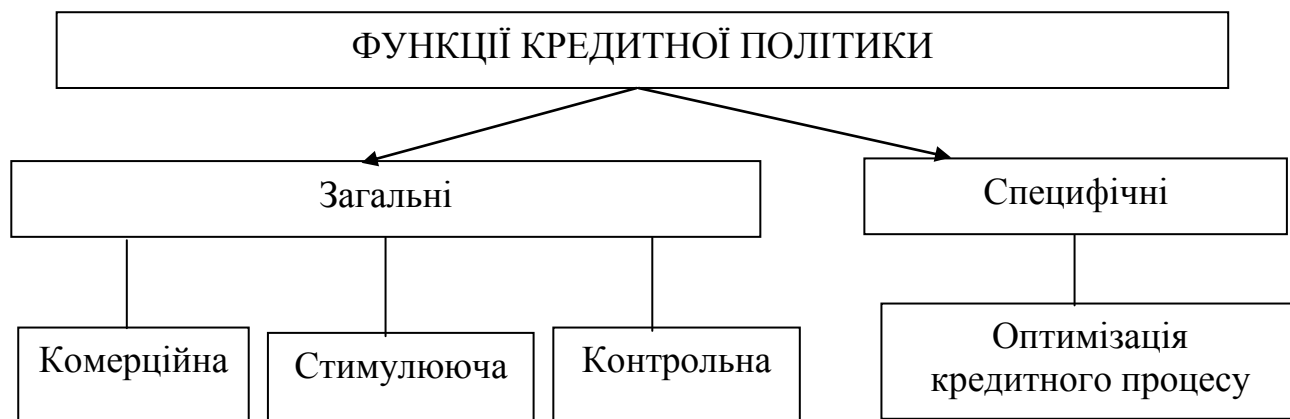 ФУНКЦІЇ КРЕДИТНОЇ ПОЛІТИКИ
Загальні
Специфічні
Комерційна
Стимулююча
Контрольна
Оптимізація
кредитного процесу